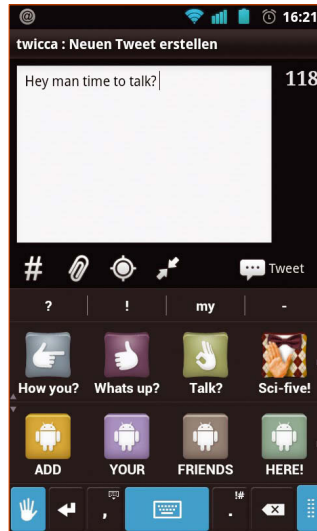 @ 16:21
twicca : Neuen Tweet erstellen
Hey man time to talk? 118
# Tweet
? ! my -
How you? Whats up? Talk? Sci-five!
ADD YOUR FRIENDS HERE!
, !# .